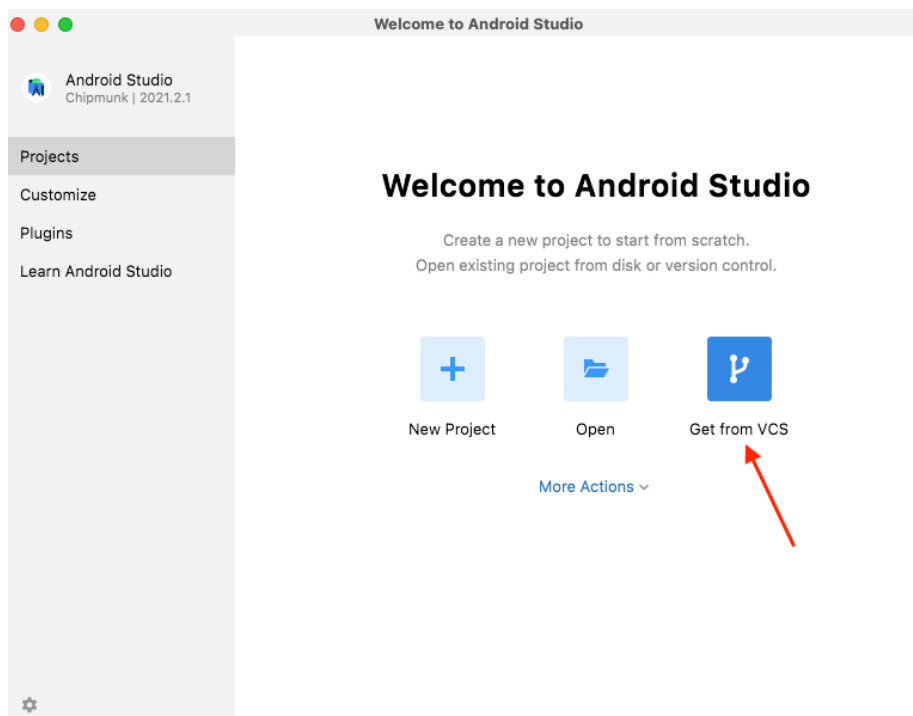 Welcome to Android Studio
Android Studio
Chipmunk | 2021.2.1
Projects
Customize
Plugins
Learn Android Studio
Welcome to Android Studio
Create a new project to start from scratch.
Open existing project from disk or version control.
New Project
Open
Get from VCS
More Actions